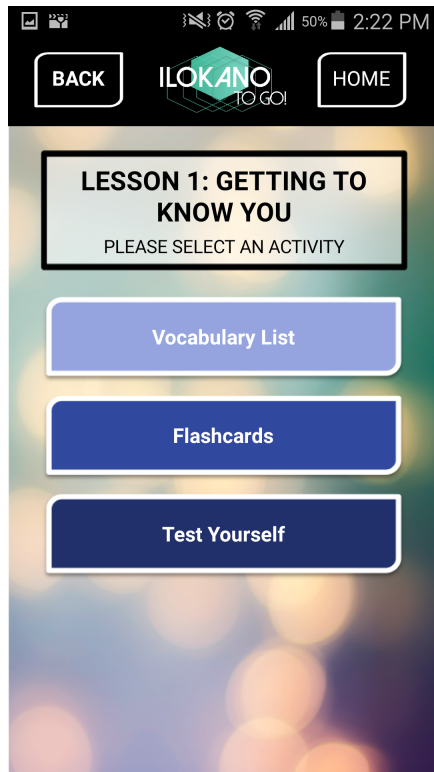 50% 2:22 PM
BACK
ILOKANO
TO GO!
HOME
LESSON 1: GETTING TO
KNOW YOU
PLEASE SELECT AN ACTIVITY
Vocabulary List
Flashcards
Test Yourself